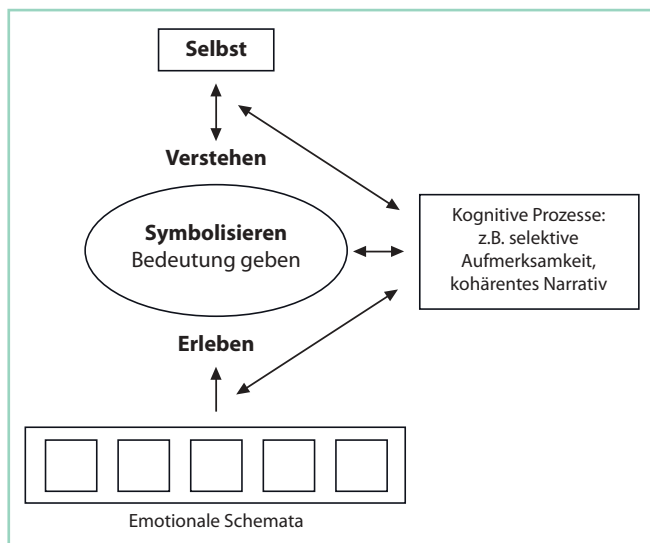 Selbst
Verstehen
Symbolisieren
Bedeutung geben
Kognitive Prozesse:
z.B. selektive
Aufmerksamkeit,
kohärentes Narrativ
Erleben
Emotionale Schemata